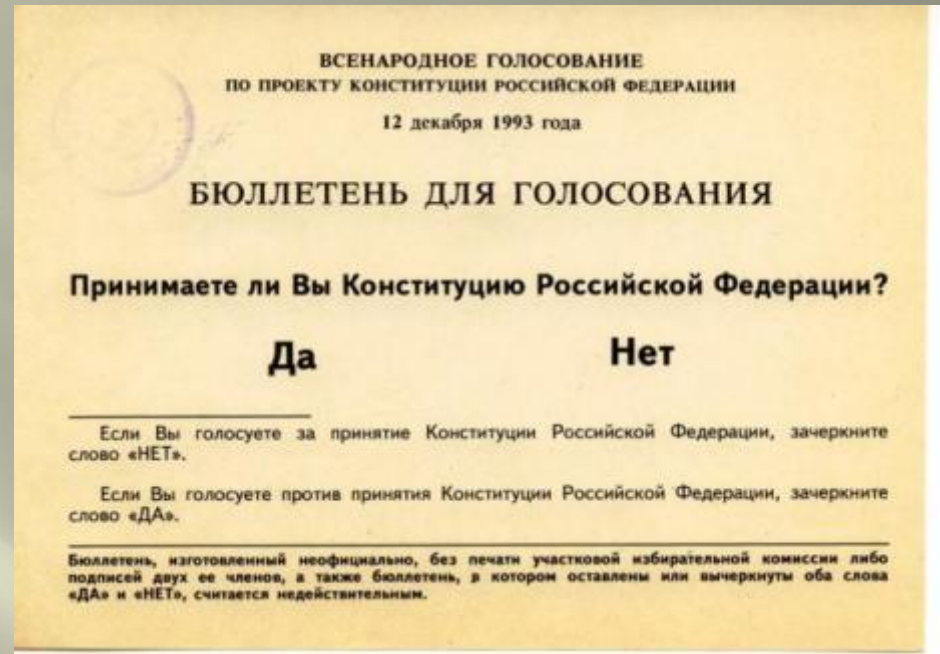 ВСЕНАРОДНОЕ ГОЛОСОВАНИЕ
ПО ПРОЕКТУ КОНСТИТУЦИИ РОССИЙСКОЙ ФЕДЕРАЦИИ
12 декабря 1993 года
БЮЛЛЕТЕНЬ ДЛЯ ГОЛОСОВАНИЯ
Принимаете ли Вы Конституцию Российской Федерации?
Да Нет
Если Вы голосуете за принятие Конституции Российской Федерации, зачеркните
слово «НЕТ».
Если Вы голосуете против принятия Конституции Российской Федерации, зачеркните
слово «ДА».
Бюллетень, изготовленный неофициально, без печати участковой избирательной комиссии либо
подписей двух ее членов, а также бюллетень, в котором оставлены или вычеркнуты оба слова
«ДА» и «НЕТ», считается недействительным.